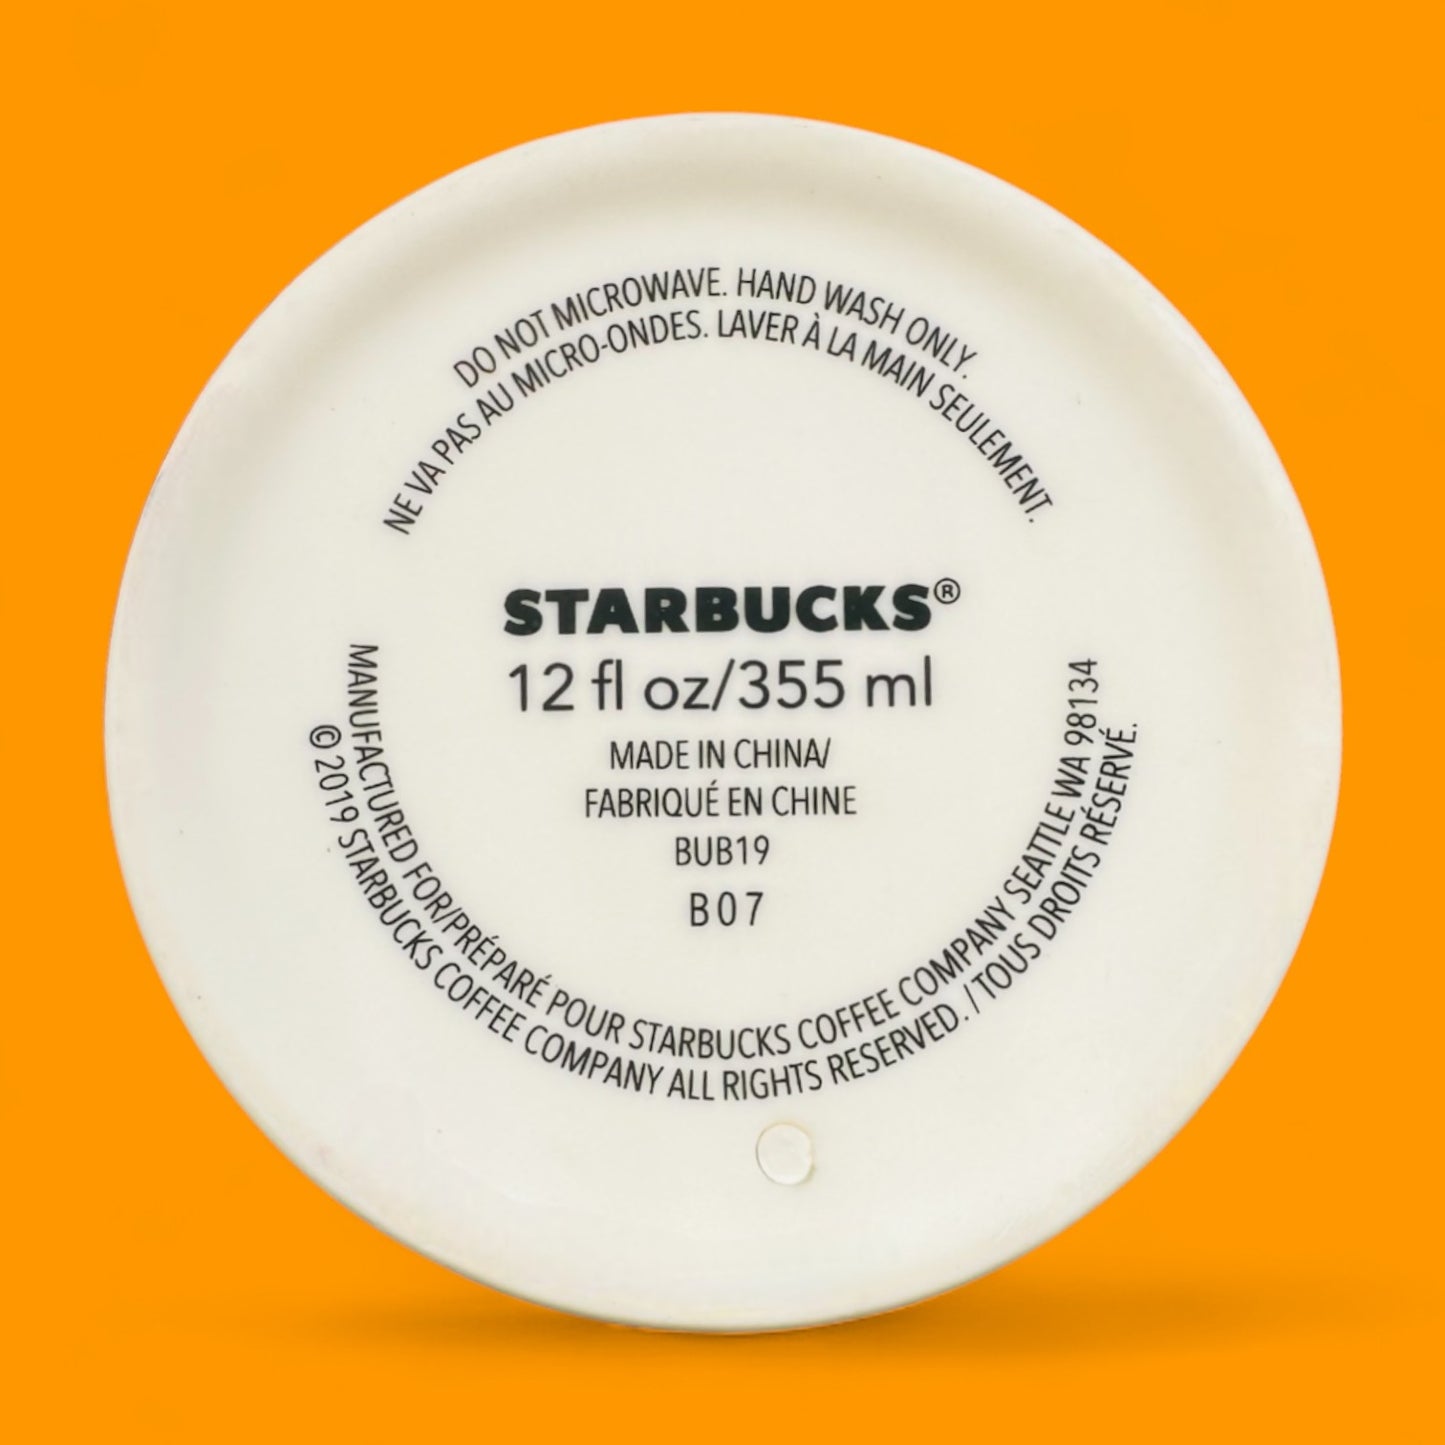 DO NOT MICROWAVE. HAND WASH ONLY.
NE VA PAS AU MICRO-ONDES. LAVER À LA MAIN SEULEMENT.
STARBUCKS®
12 fl oz/355 ml
MADE IN CHINA/
FABRIQUÉ EN CHINE
BUB19
B07
MANUFACTURED FOR/PRÉPARÉ POUR STARBUCKS COFFEE COMPANY SEATTLE WA 98134
© 2019 STARBUCKS COFFEE COMPANY ALL RIGHTS RESERVED. / TOUS DROITS RÉSERVÉ.